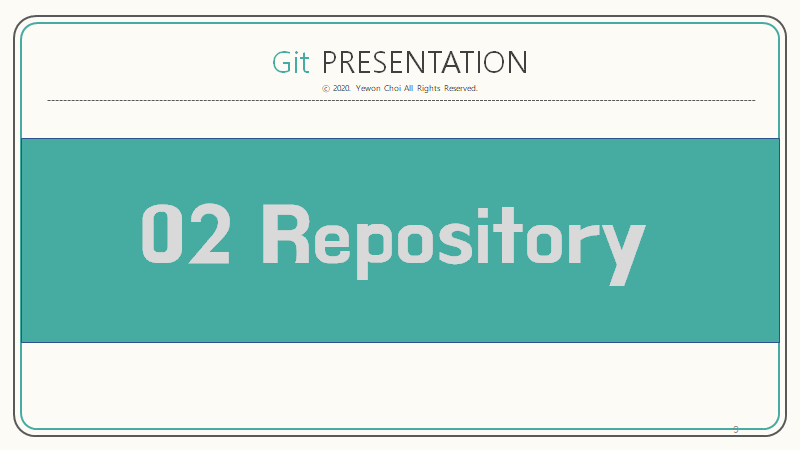 Git PRESENTATION
© 2020. Yewon Choi All Rights Reserved.
02 Repository
9